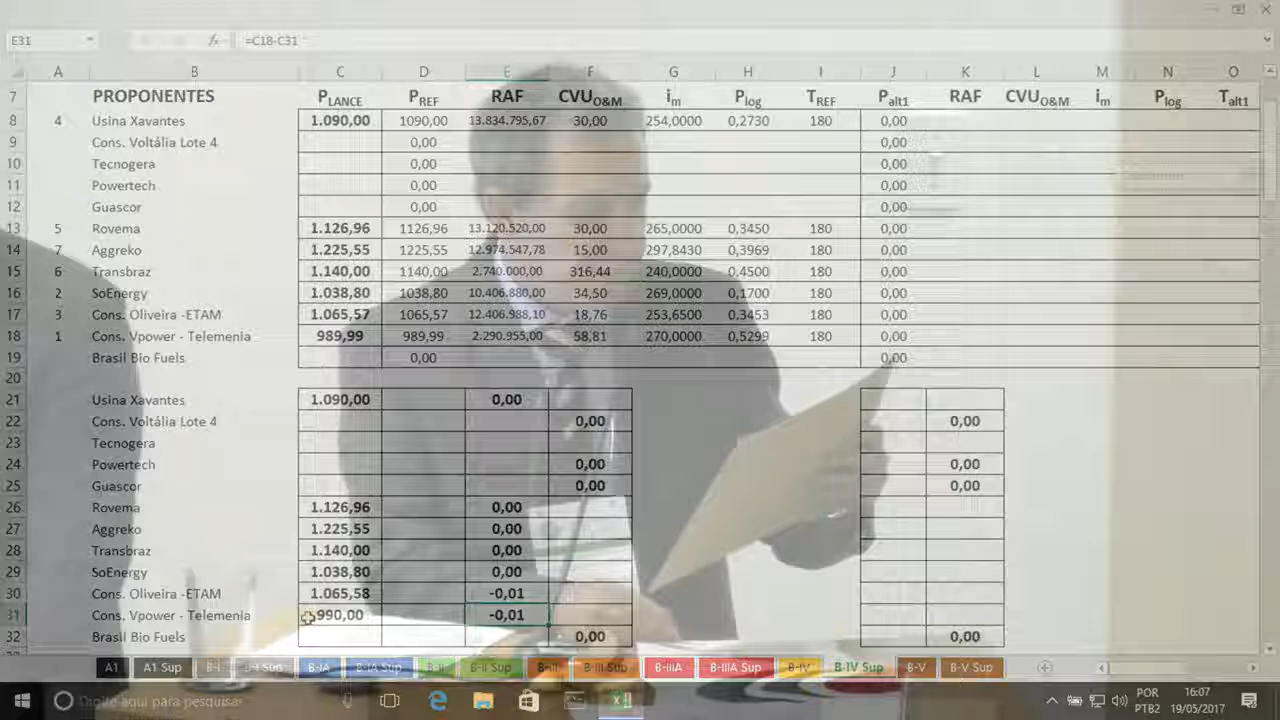 E31 fx =C18-C31
A B C D E F G H I J K L M N O
7 PROPONENTES PLANCE PREF RAF CVUO&M im Plog TREF Palt1 RAF CVUO&M im Plog Talt1
8 4 Usina Xavantes 1.090,00 1090,00 13.834.795,67 30,00 254,0000 0,2730 180 0,00
9 Cons. Voltália Lote 4 0,00 0,00
10 Tecnogera 0,00 0,00
11 Powertech 0,00 0,00
12 Guascor 0,00 0,00
13 5 Rovema 1.126,96 1126,96 13.120.520,00 30,00 265,0000 0,3450 180 0,00
14 7 Aggreko 1.225,55 1225,55 12.974.547,78 15,00 297,8430 0,3969 180 0,00
15 6 Transbraz 1.140,00 1140,00 2.740.000,00 316,44 240,0000 0,4500 180 0,00
16 2 SoEnergy 1.038,80 1038,80 10.406.880,00 34,50 269,0000 0,1700 180 0,00
17 3 Cons. Oliveira -ETAM 1.065,57 1065,57 12.406.988,10 18,76 253,6500 0,3453 180 0,00
18 1 Cons. Vpower - Telemenia 989,99 989,99 2.290.955,00 58,81 270,0000 0,5299 180 0,00
19 Brasil Bio Fuels 0,00 0,00
20
21 Usina Xavantes 1.090,00 0,00
22 Cons. Voltália Lote 4 0,00 0,00
23 Tecnogera
24 Powertech 0,00 0,00
25 Guascor 0,00 0,00
26 Rovema 1.126,96 0,00
27 Aggreko 1.225,55 0,00
28 Transbraz 1.140,00 0,00
29 SoEnergy 1.038,80 0,00
30 Cons. Oliveira -ETAM 1.065,58 -0,01
31 Cons. Vpower - Telemenia 990,00 -0,01
32 Brasil Bio Fuels 0,00 0,00
A1 A1 Sup B-I B-I Sup B-IA B-IA Sup B-II B-II Sup B-III B-III Sup B-IIIA B-IIIA Sup B-IV B-IV Sup B-V B-V Sup
Digite aqui para pesquisar POR 16:07
PTB2 19/05/2017